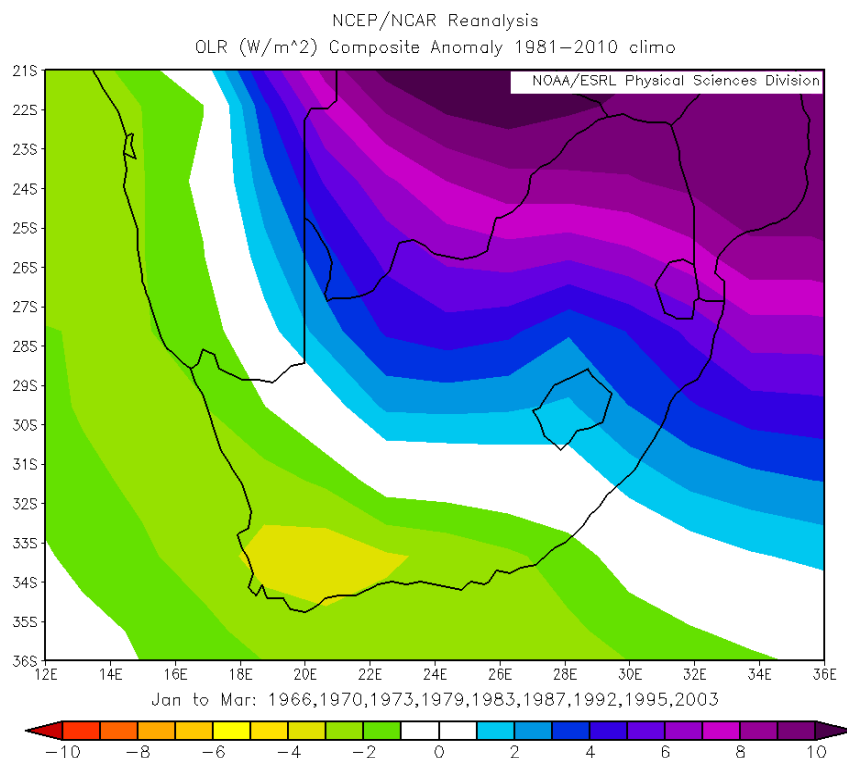 NCEP/NCAR Reanalysis
OLR (W/m^2) Composite Anomaly 1981-2010 climo
NOAA/ESRL Physical Sciences Division
21S
22S
23S
24S
25S
26S
27S
28S
29S
30S
31S
32S
33S
34S
35S
36S
12E 14E 16E 18E 20E 22E 24E 26E 28E 30E 32E 34E 36E
Jan to Mar: 1966,1970,1973,1979,1983,1987,1992,1995,2003
-10 -8 -6 -4 -2 0 2 4 6 8 10